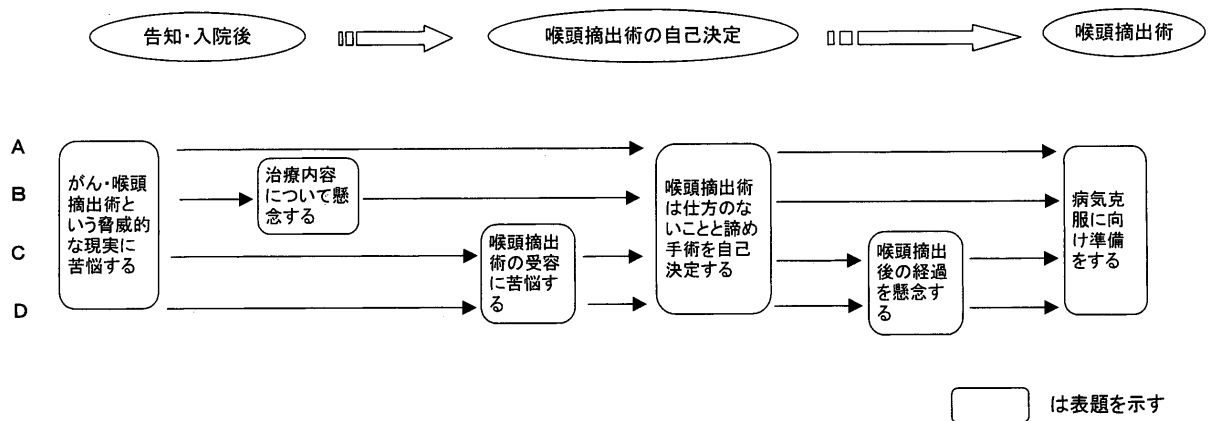 告知・入院後
喉頭摘出術の自己決定
喉頭摘出術
A
B
C
D
がん・喉頭
摘出術と
いう脅威的
な現実に
苦悩する
治療内容
について懸
念する
喉頭摘出
術の受容
に苦悩す
る
喉頭摘出術
は仕方のな
いことと諦め
手術を自己
決定する
喉頭摘出
後の経過
を懸念す
る
病気克
服に向
け準備
をする
は表題を示す